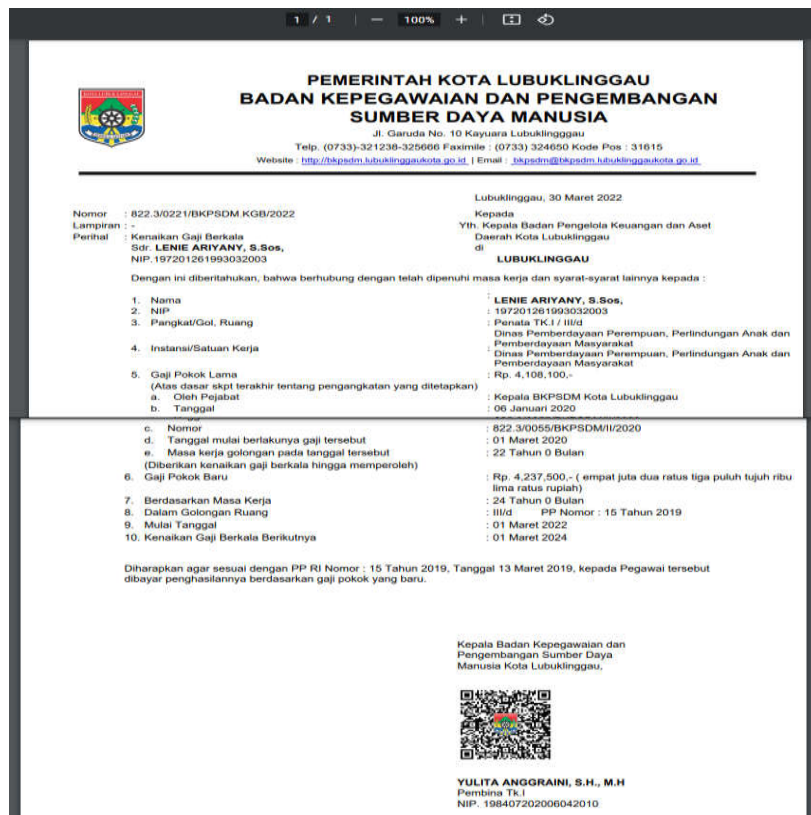 1 / 1 | — 100% + |
PEMERINTAH KOTA LUBUKLINGGAU
BADAN KEPEGAWAIAN DAN PENGEMBANGAN
SUMBER DAYA MANUSIA
Jl. Garuda No. 10 Kayuara Lubuklingggau
Telp. (0733)-321238-325666 Faximile : (0733) 324650 Kode Pos : 31615
Website : http://bkpsdm.lubuklinggaukota.go.id | Email : bkpsdm@bkpsdm.lubuklinggaukota.go.id
Lubuklinggau, 30 Maret 2022
Nomor : 822.3/0221/BKPSDM.KGB/2022
Lampiran : -
Perihal : Kenaikan Gaji Berkala
Sdr. LENIE ARIYANY, S.Sos,
NIP.197201261993032003
Kepada
Yth. Kepala Badan Pengelola Keuangan dan Aset
Daerah Kota Lubuklinggau
di
LUBUKLINGGAU
Dengan ini diberitahukan, bahwa berhubung dengan telah dipenuhi masa kerja dan syarat-syarat lainnya kepada :
1. Nama : LENIE ARIYANY, S.Sos,
2. NIP : 197201261993032003
3. Pangkat/Gol, Ruang : Penata TK.I / III/d
Dinas Pemberdayaan Perempuan, Perlindungan Anak dan
4. Instansi/Satuan Kerja : Pemberdayaan Masyarakat
Dinas Pemberdayaan Perempuan, Perlindungan Anak dan
Pemberdayaan Masyarakat
5. Gaji Pokok Lama : Rp. 4,108,100,-
(Atas dasar skpt terakhir tentang pengangkatan yang ditetapkan)
a. Oleh Pejabat : Kepala BKPSDM Kota Lubuklinggau
b. Tanggal : 06 Januari 2020
c. Nomor : 822.3/0055/BKPSDM/II/2020
d. Tanggal mulai berlakunya gaji tersebut : 01 Maret 2020
e. Masa kerja golongan pada tanggal tersebut : 22 Tahun 0 Bulan
(Diberikan kenaikan gaji berkala hingga memperoleh)
6. Gaji Pokok Baru : Rp. 4,237,500,- ( empat juta dua ratus tiga puluh tujuh ribu
lima ratus rupiah)
7. Berdasarkan Masa Kerja : 24 Tahun 0 Bulan
8. Dalam Golongan Ruang : III/d PP Nomor : 15 Tahun 2019
9. Mulai Tanggal : 01 Maret 2022
10. Kenaikan Gaji Berkala Berikutnya : 01 Maret 2024
Diharapkan agar sesuai dengan PP RI Nomor : 15 Tahun 2019, Tanggal 13 Maret 2019, kepada Pegawai tersebut
dibayar penghasilannya berdasarkan gaji pokok yang baru.
Kepala Badan Kepegawaian dan
Pengembangan Sumber Daya
Manusia Kota Lubuklinggau,
YULITA ANGGRAINI, S.H., M.H
Pembina Tk.I
NIP. 198407202006042010